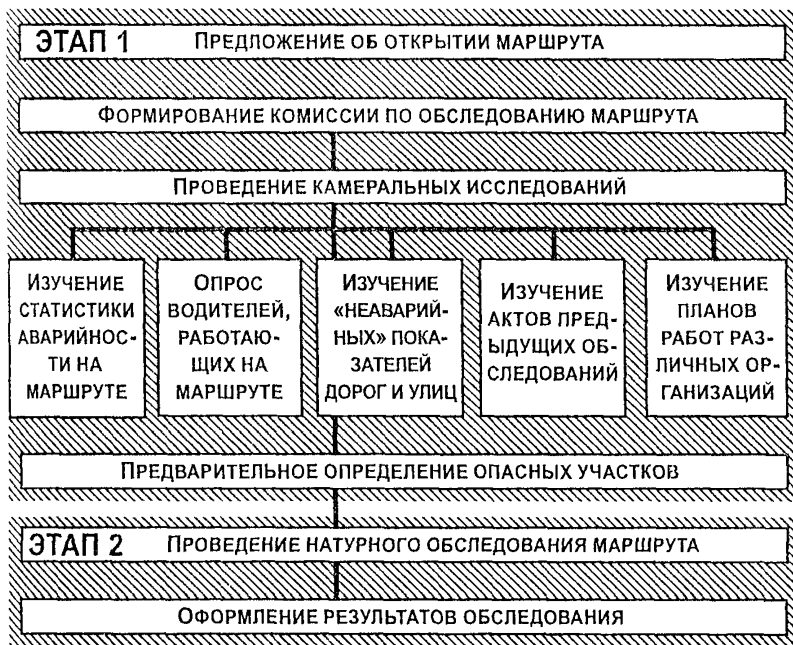 ЭТАП 1 ПРЕДЛОЖЕНИЕ ОБ ОТКРЫТИИ МАРШРУТА
ФОРМИРОВАНИЕ КОМИССИИ ПО ОБСЛЕДОВАНИЮ МАРШРУТА
ПРОВЕДЕНИЕ КАМЕРАЛЬНЫХ ИССЛЕДОВАНИЙ
ИЗУЧЕНИЕ
СТАТИСТИКИ
АВАРИЙНОС-
ТИ НА
МАРШРУТЕ
ОПРОС
ВОДИТЕЛЕЙ,
РАБОТАЮ-
ЩИХ НА
МАРШРУТЕ
ИЗУЧЕНИЕ
«НЕАВАРИЙ-
НЫХ» ПОКА-
ЗАТЕЛЕЙ
ДОРОГ И УЛИЦ
ИЗУЧЕНИЕ
АКТОВ ПРЕД-
ЫДУЩИХ ОБ-
СЛЕДОВАНИЙ
ИЗУЧЕНИЕ
ПЛАНОВ
РАБОТ РАЗ-
ЛИЧНЫХ ОР-
ГАНИЗАЦИЙ
ПРЕДВАРИТЕЛЬНОЕ ОПРЕДЕЛЕНИЕ ОПАСНЫХ УЧАСТКОВ
ЭТАП 2 ПРОВЕДЕНИЕ НАТУРНОГО ОБСЛЕДОВАНИЯ МАРШРУТА
ОФОРМЛЕНИЕ РЕЗУЛЬТАТОВ ОБСЛЕДОВАНИЯ